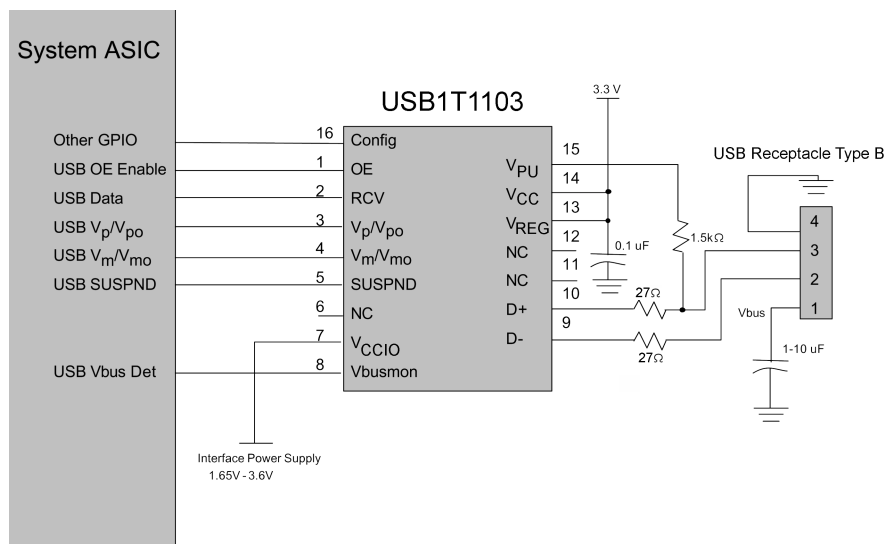 System ASIC
USB1T1103
3.3 V
USB Receptacle Type B
Other GPIO
16
Config
USB OE Enable
1
OE
USB Data
2
RCV
USB Vp/Vpo
3
Vp/Vpo
USB Vm/Vmo
4
Vm/Vmo
USB SUSPND
5
SUSPND
6
NC
7
VCCIO
USB Vbus Det
8
Vbusmon
15
VPU
14
VCC
13
VREG
12
NC
11
NC
10
D+
9
D-
0.1 uF
1.5kΩ
27Ω
27Ω
4
3
2
1
Vbus
1-10 uF
Interface Power Supply
1.65V - 3.6V